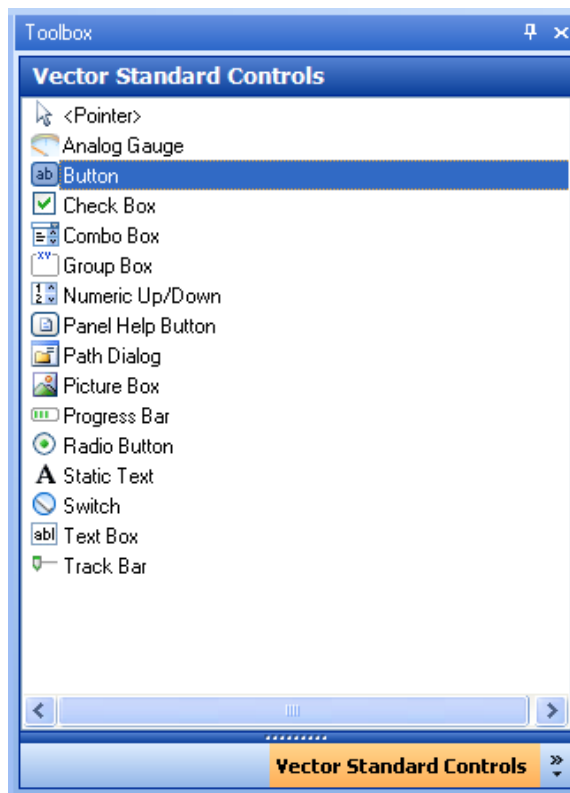 Toolbox
Vector Standard Controls
<Pointer>
Analog Gauge
ab Button
Check Box
Combo Box
XY Group Box
1 2 Numeric Up/Down
Panel Help Button
Path Dialog
Picture Box
Progress Bar
Radio Button
A Static Text
Switch
abl Text Box
Track Bar
Vector Standard Controls